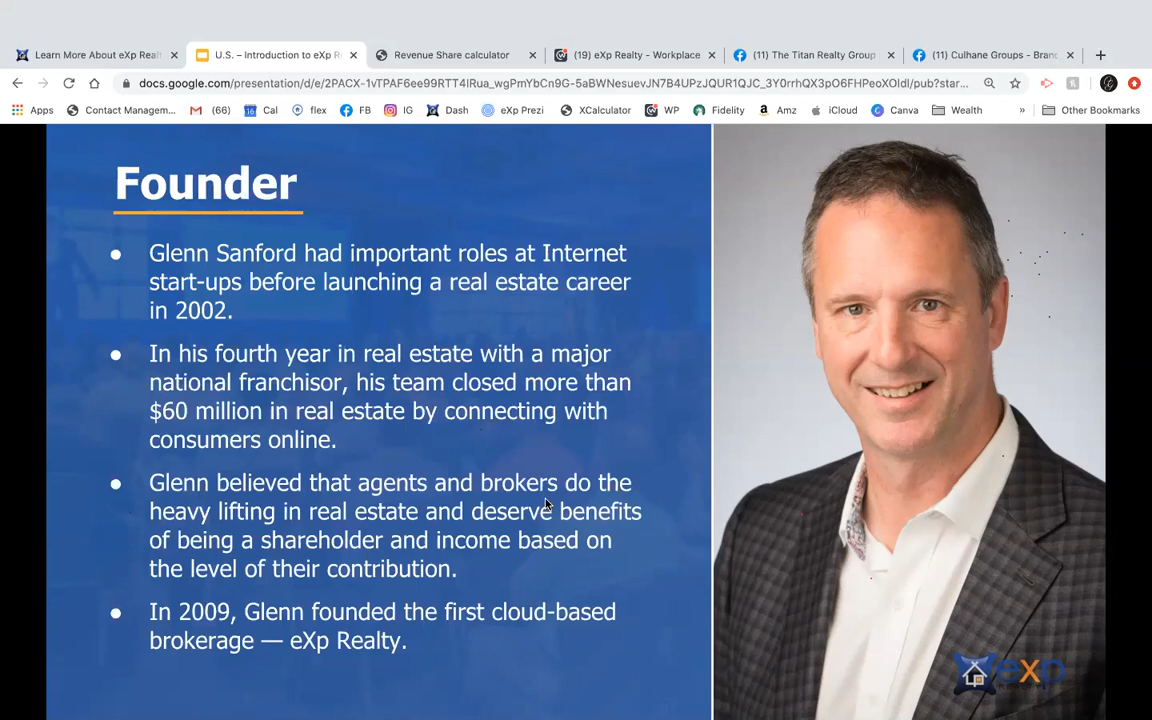 Learn More About eXp Real
U.S. – Introduction to eXp R
Revenue Share calculator
(19) eXp Realty - Workplace
(11) The Titan Realty Group
(11) Culhane Groups - Bran
docs.google.com/presentation/d/e/2PACX-1vTPAF6ee99RTT4lRua_wgPmYbCn9G-5aBWNesuevJN7B4UPzJQUR1QJC_3Y0rrhQX3pO6FHPeoXOldl/pub?star...
Apps Contact Managem... (66) Cal flex FB IG Dash eXp Prezi XCalculator WP Fidelity Amz iCloud Canva Wealth » Other Bookmarks
Founder
● Glenn Sanford had important roles at Internet
start-ups before launching a real estate career
in 2002.
● In his fourth year in real estate with a major
national franchisor, his team closed more than
$60 million in real estate by connecting with
consumers online.
● Glenn believed that agents and brokers do the
heavy lifting in real estate and deserve benefits
of being a shareholder and income based on
the level of their contribution.
● In 2009, Glenn founded the first cloud-based
brokerage — eXp Realty.
eXp